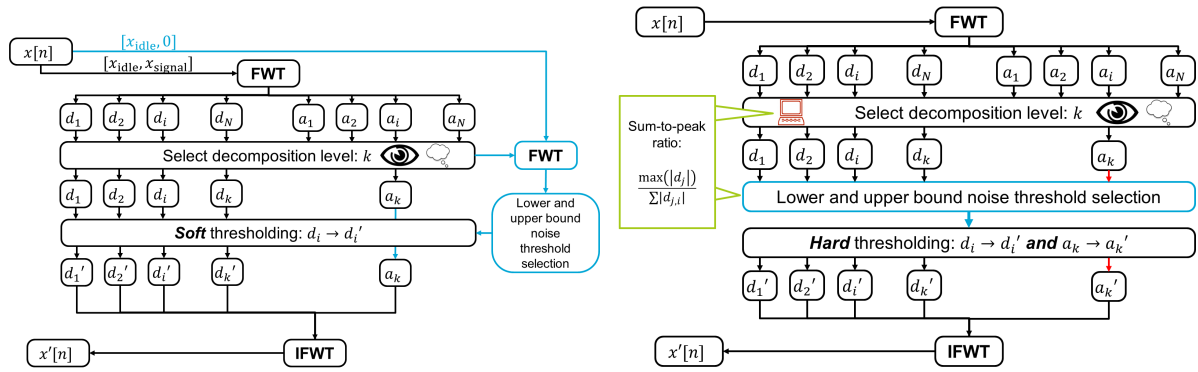 x[n]
[x_idle, 0]
[x_idle, x_signal]
FWT
d_1 d_2 d_i d_N a_1 a_2 a_i a_N
Select decomposition level: k
FWT
d_1 d_2 d_i d_k a_k
Lower and
upper bound
noise
threshold
selection
Soft thresholding: d_i → d_i′
d_1′ d_2′ d_i′ d_k′ a_k
IFWT
x′[n]
x[n]
FWT
d_1 d_2 d_i d_N a_1 a_2 a_i a_N
Sum-to-peak
ratio:
max(|d_j|)
∑|d_{j,i}|
Select decomposition level: k
d_1 d_2 d_i d_k a_k
Lower and upper bound noise threshold selection
Hard thresholding: d_i → d_i′ and a_k → a_k′
d_1′ d_2′ d_i′ d_k′ a_k′
IFWT
x′[n]